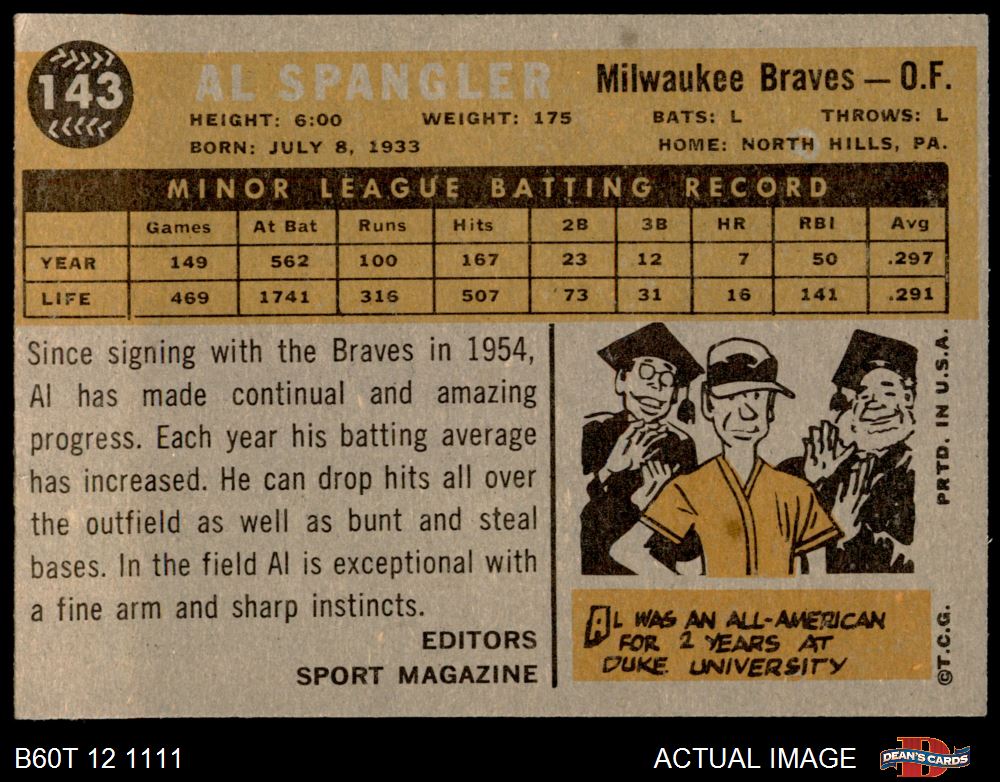 143
AL SPANGLER
Milwaukee Braves — O.F.
HEIGHT: 6:00 WEIGHT: 175 BATS: L THROWS: L
BORN: JULY 8, 1933 HOME: NORTH HILLS, PA.
MINOR LEAGUE BATTING RECORD
Games At Bat Runs Hits 2B 3B HR RBI Avg
YEAR 149 562 100 167 23 12 7 50 .297
LIFE 469 1741 316 507 73 31 16 141 .291
Since signing with the Braves in 1954,
Al has made continual and amazing
progress. Each year his batting average
has increased. He can drop hits all over
the outfield as well as bunt and steal
bases. In the field Al is exceptional with
a fine arm and sharp instincts.
EDITORS
SPORT MAGAZINE
AL WAS AN ALL-AMERICAN
FOR 2 YEARS AT
DUKE UNIVERSITY
©T.C.G. PRTD. IN U.S.A.
B60T 12 1111
ACTUAL IMAGE
DEAN'S CARDS